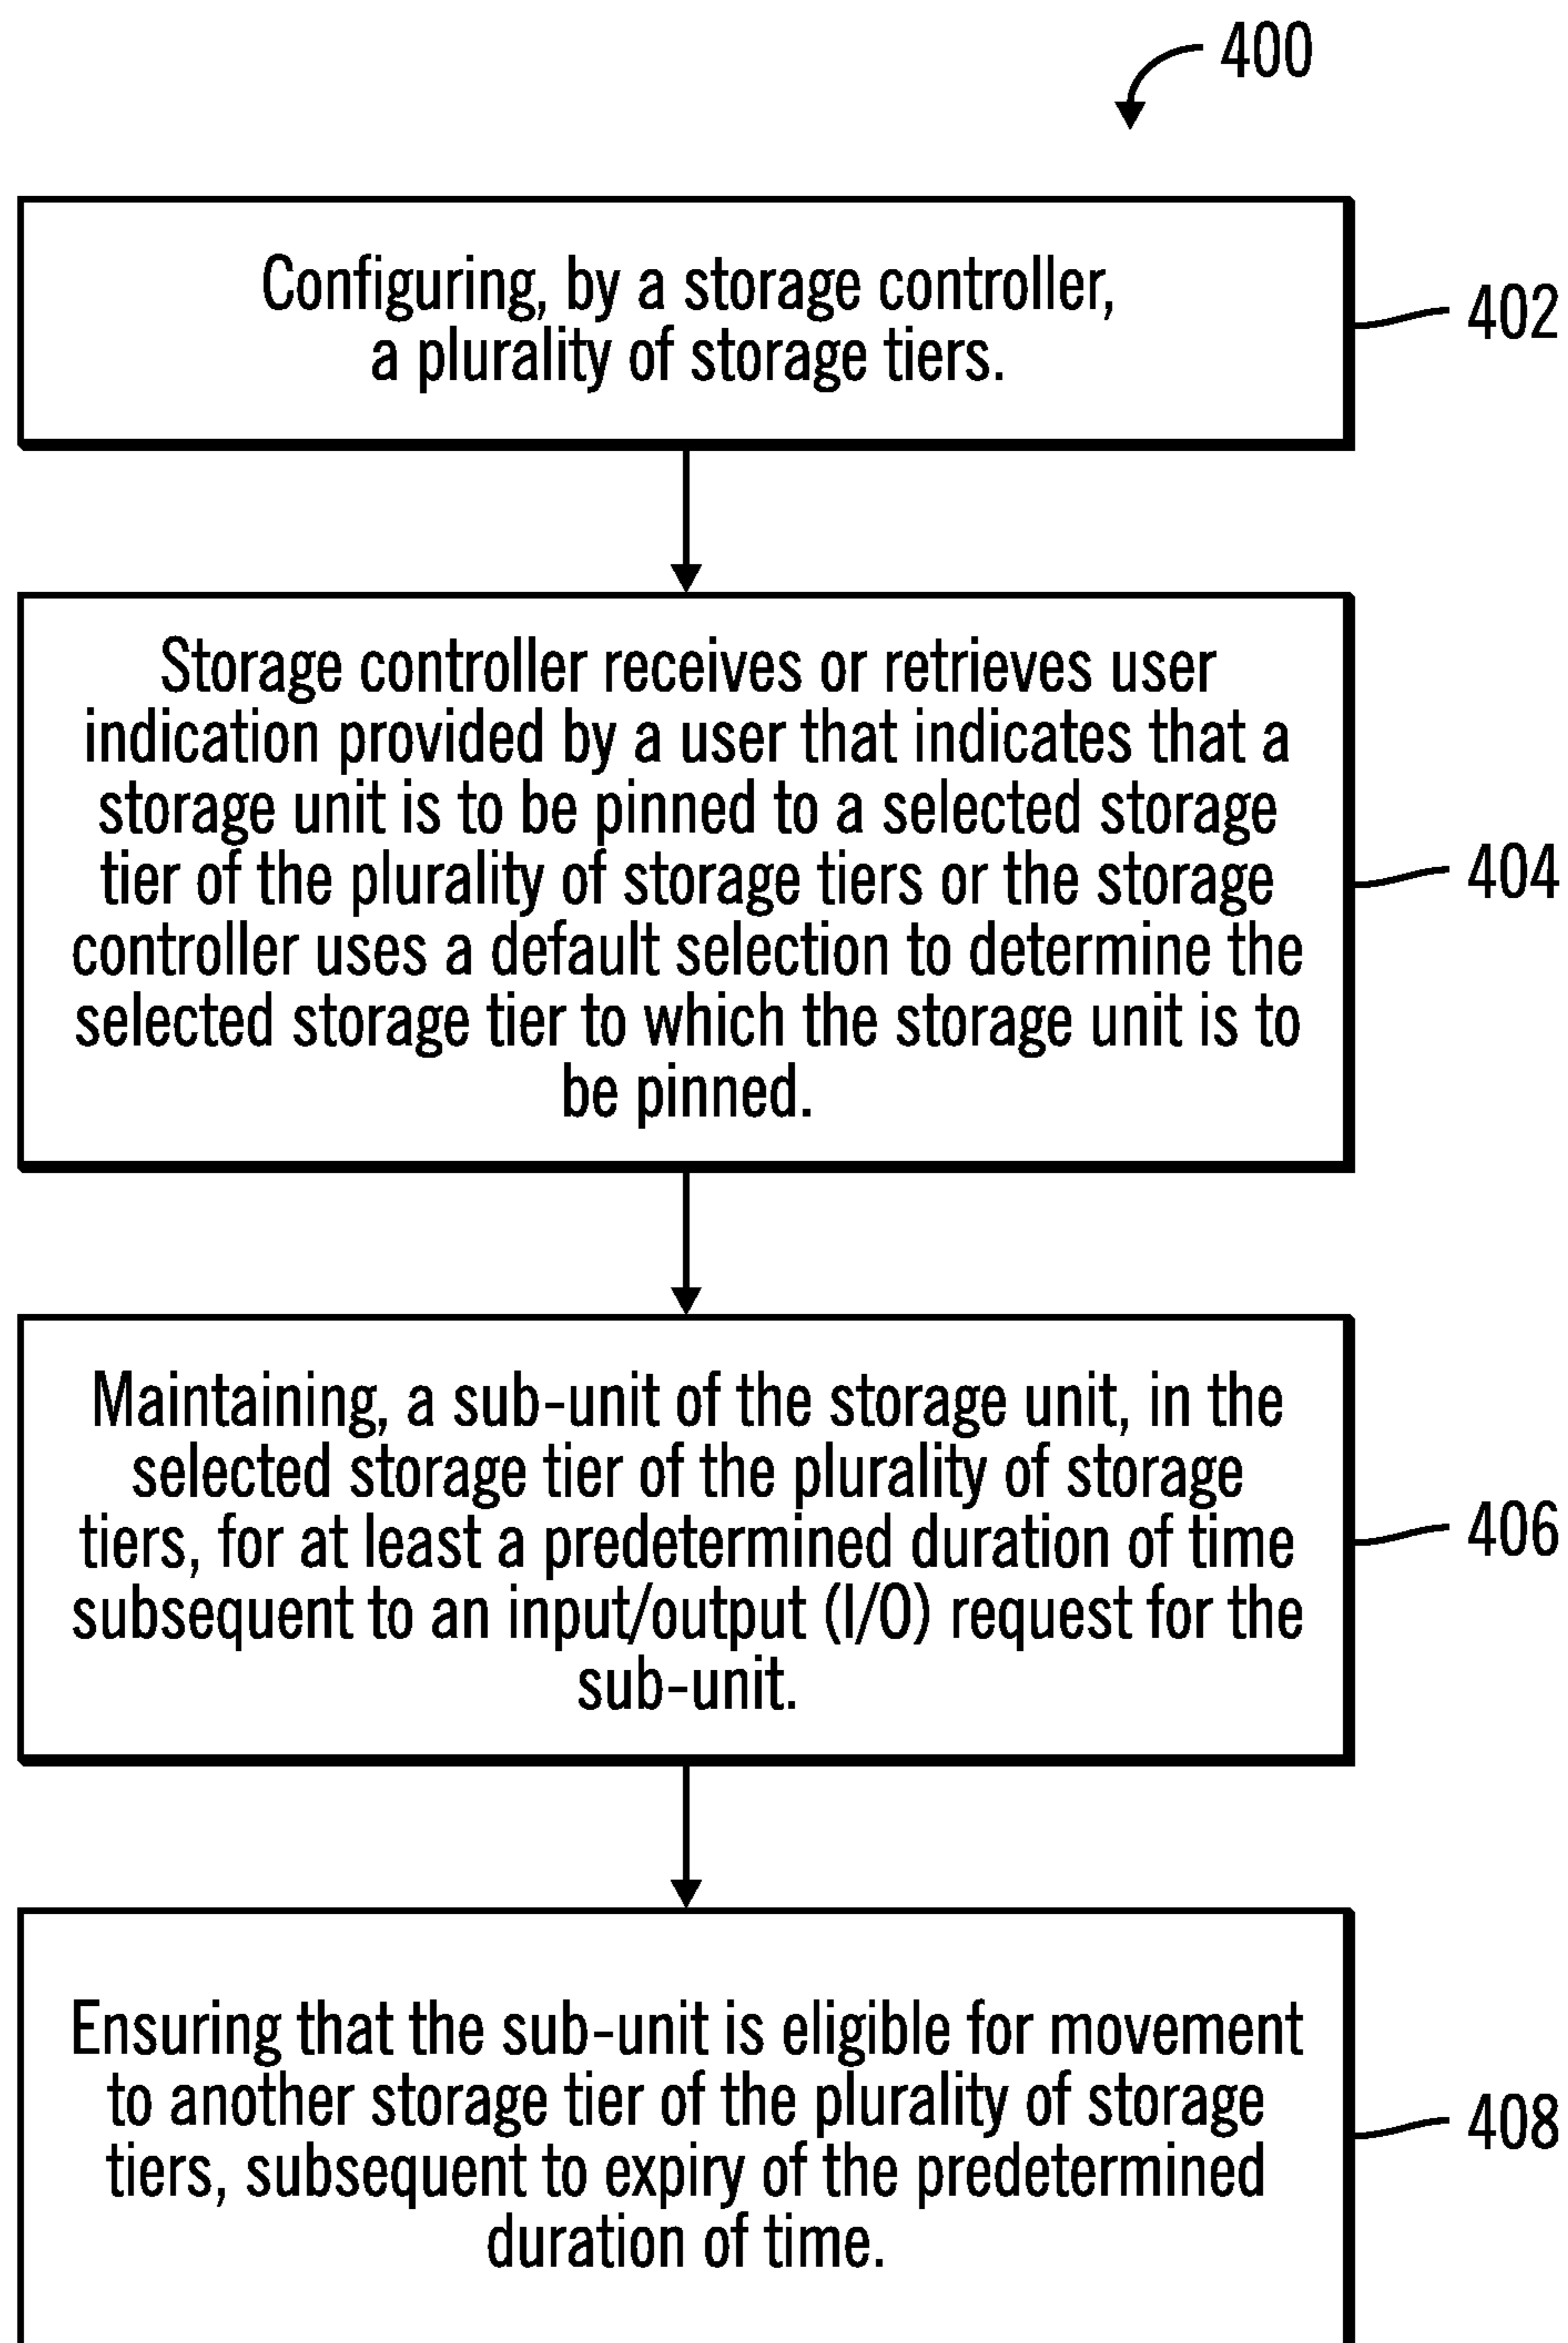 400
Configuring, by a storage controller,
a plurality of storage tiers.
402
Storage controller receives or retrieves user
indication provided by a user that indicates that a
storage unit is to be pinned to a selected storage
tier of the plurality of storage tiers or the storage
controller uses a default selection to determine the
selected storage tier to which the storage unit is to
be pinned.
404
Maintaining, a sub-unit of the storage unit, in the
selected storage tier of the plurality of storage
tiers, for at least a predetermined duration of time
subsequent to an input/output (I/O) request for the
sub-unit.
406
Ensuring that the sub-unit is eligible for movement
to another storage tier of the plurality of storage
tiers, subsequent to expiry of the predetermined
duration of time.
408